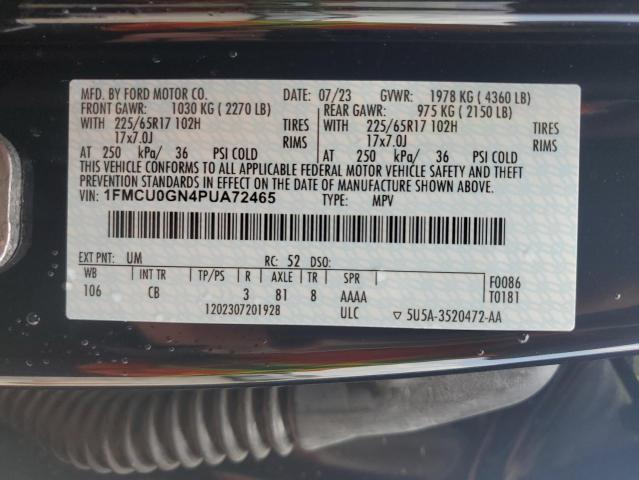 MFD. BY FORD MOTOR CO. DATE: 07/23 GVWR: 1978 KG ( 4360 LB)
FRONT GAWR: 1030 KG ( 2270 LB) REAR GAWR: 975 KG ( 2150 LB)
WITH 225/65R17 102H TIRES WITH 225/65R17 102H TIRES
17x7.0J RIMS 17x7.0J RIMS
AT 250 kPa/ 36 PSI COLD AT 250 kPa/ 36 PSI COLD
THIS VEHICLE CONFORMS TO ALL APPLICABLE FEDERAL MOTOR VEHICLE SAFETY AND THEFT
PREVENTION STANDARDS IN EFFECT ON THE DATE OF MANUFACTURE SHOWN ABOVE.
VIN: 1FMCU0GN4PUA72465 TYPE: MPV
EXT PNT: UM RC: 52 DSO:
WB INT TR TP/PS R AXLE TR SPR F0086
106 CB 3 81 8 AAAA T0181
1202307201928 ULC ▽ 5U5A-3520472-AA